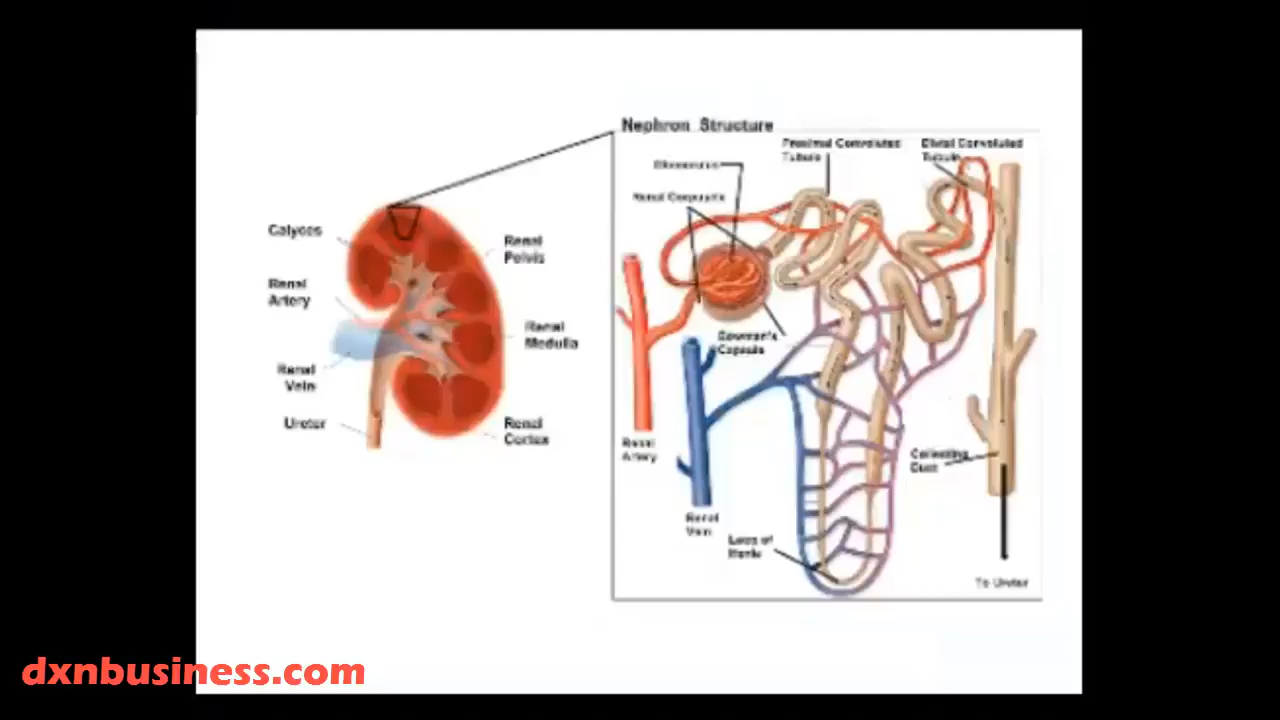 Nephron Structure
Proximal Convoluted
Tubule
Distal Convoluted
Tubule
Glomerulus
Renal Corpuscle
Calyces
Renal
Pelvis
Renal
Artery
Renal
Medulla
Renal
Vein
Ureter
Renal
Cortex
Bowman's
Capsule
Renal
Artery
Collecting
Duct
Renal
Vein
Loop of
Henle
To Ureter
dxnbusiness.com